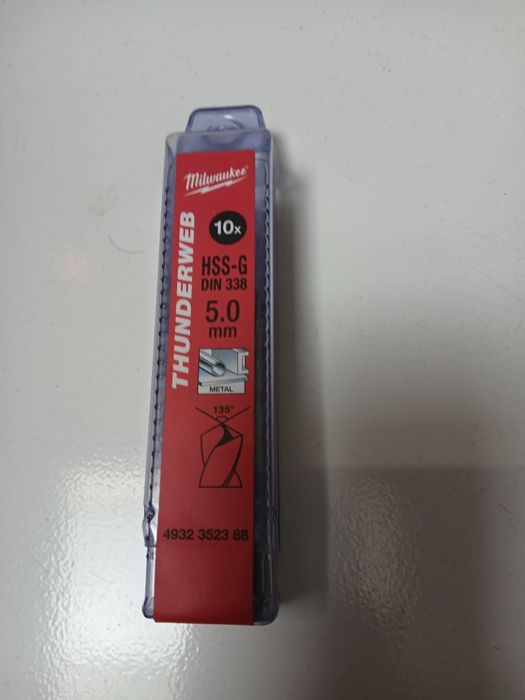 Milwaukee
THUNDERWEB
10x
HSS-G
DIN 338
5.0
mm
METAL
135°
4932 3523 88